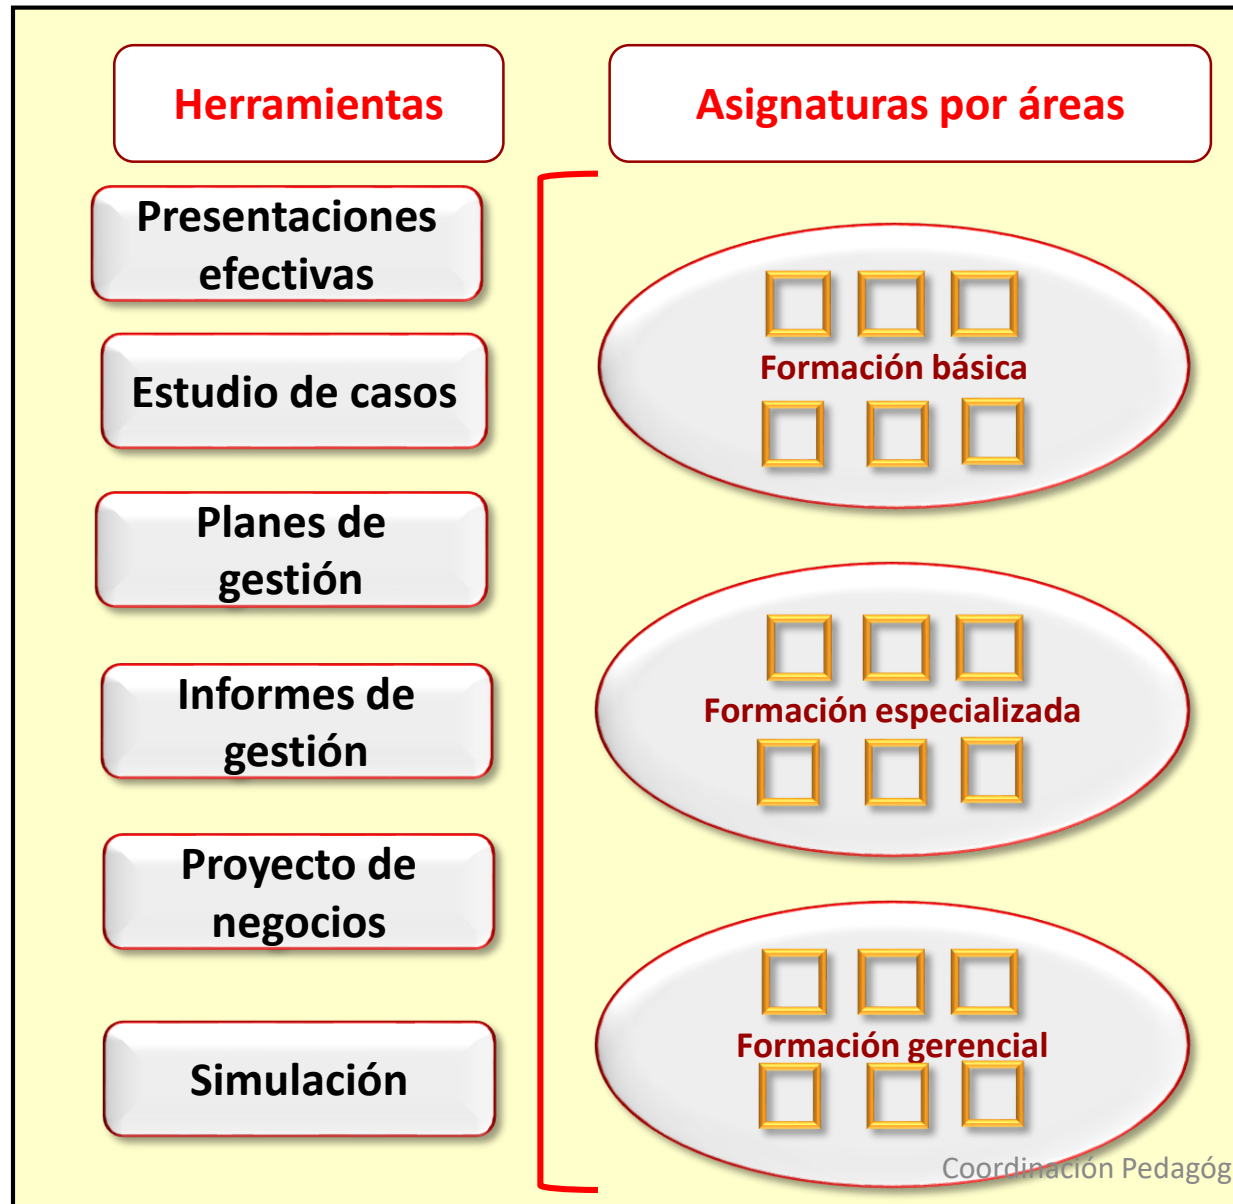 Herramientas
Asignaturas por áreas
Presentaciones
efectivas
Estudio de casos
Planes de
gestión
Informes de
gestión
Proyecto de
negocios
Simulación
Formación básica
Formación especializada
Formación gerencial
Coordinación Pedagóg